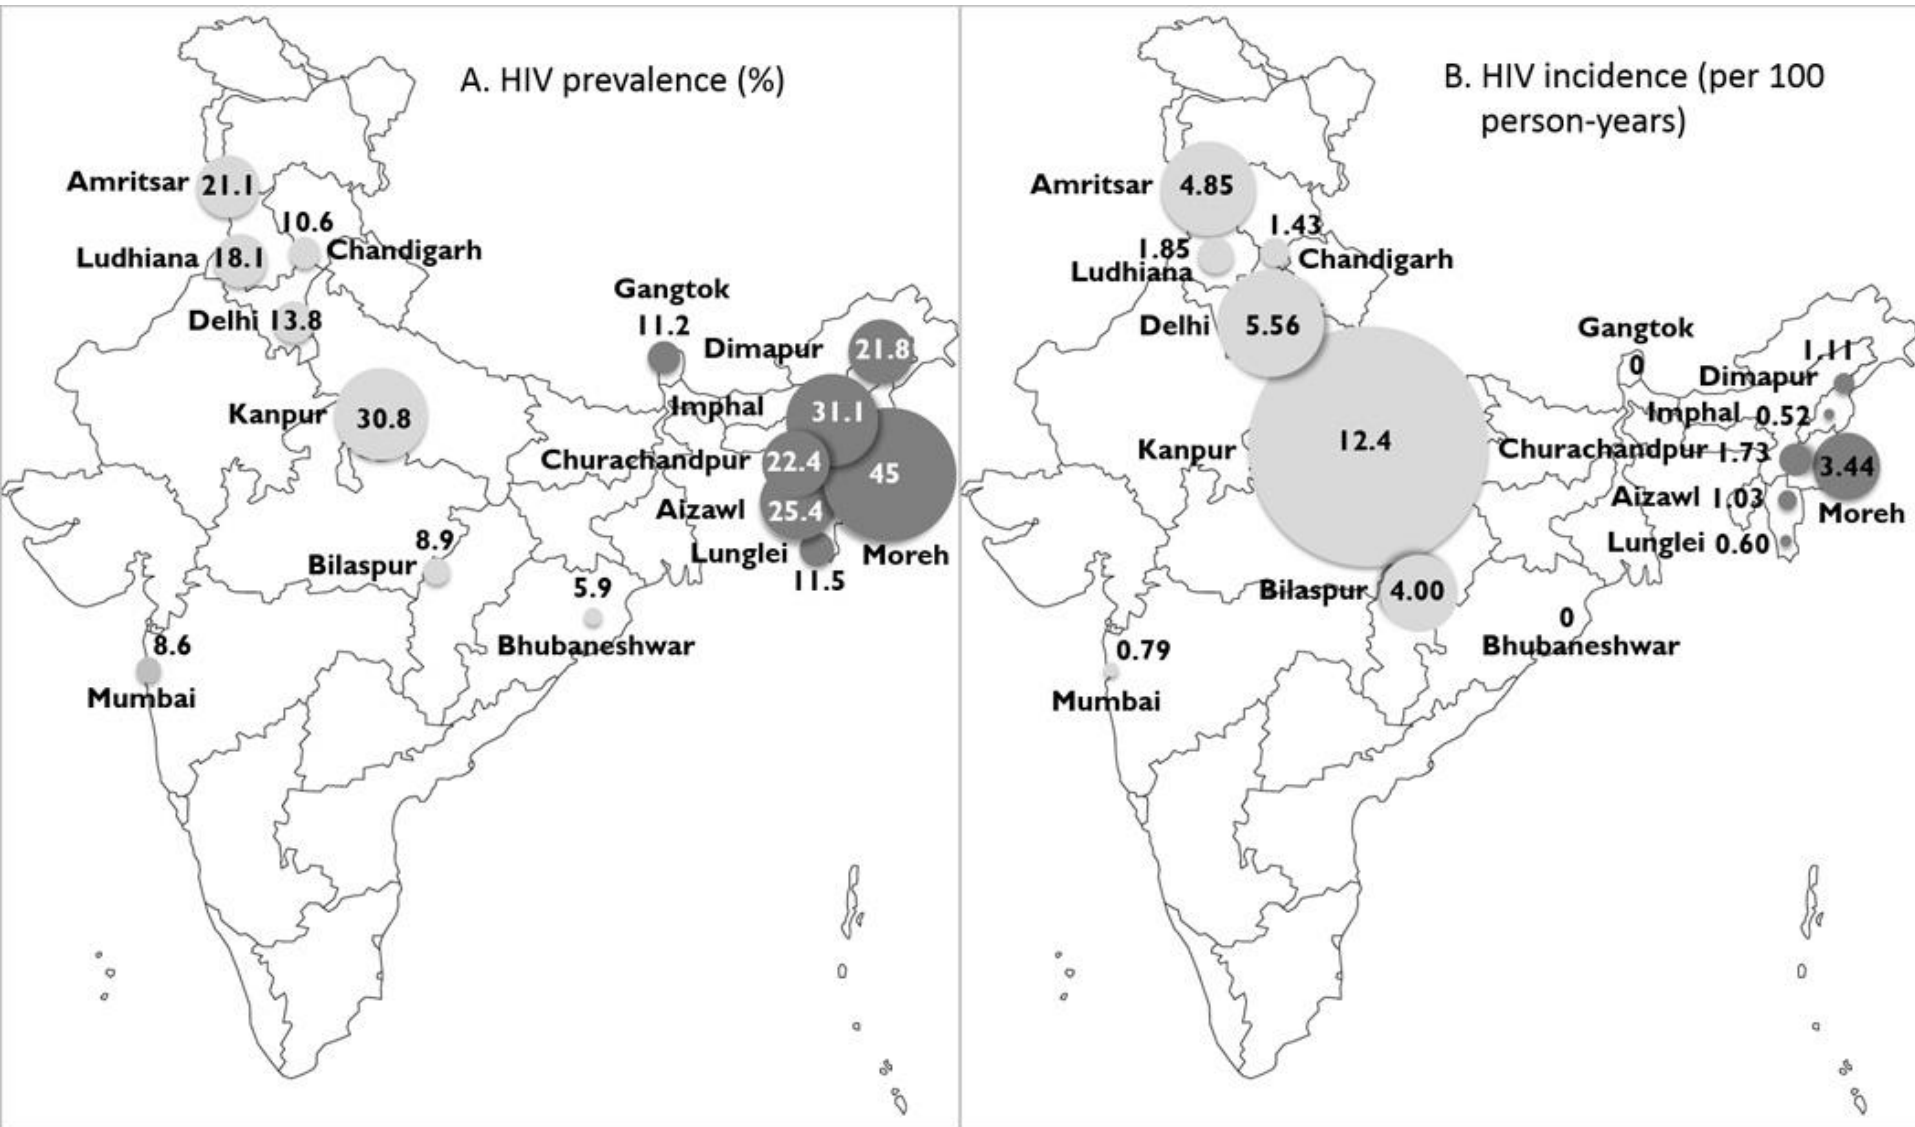 A. HIV prevalence (%)
Amritsar 21.1
10.6
Ludhiana 18.1
Chandigarh
Delhi 13.8
Gangtok
11.2
Dimapur 21.8
Kanpur 30.8
Imphal 31.1
Churachandpur 22.4
45
Moreh
Aizawl 25.4
Lunglei
11.5
8.9
Bilaspur
5.9
Bhubaneshwar
8.6
Mumbai
B. HIV incidence (per 100
person-years)
Amritsar 4.85
1.43
Chandigarh
1.85
Ludhiana
Delhi 5.56
Gangtok
0
1.11
Dimapur
Imphal 0.52
Kanpur 12.4
Churachandpur 1.73
3.44
Moreh
Aizawl 1.03
Lunglei 0.60
Bilaspur 4.00
0
Bhubaneshwar
0.79
Mumbai